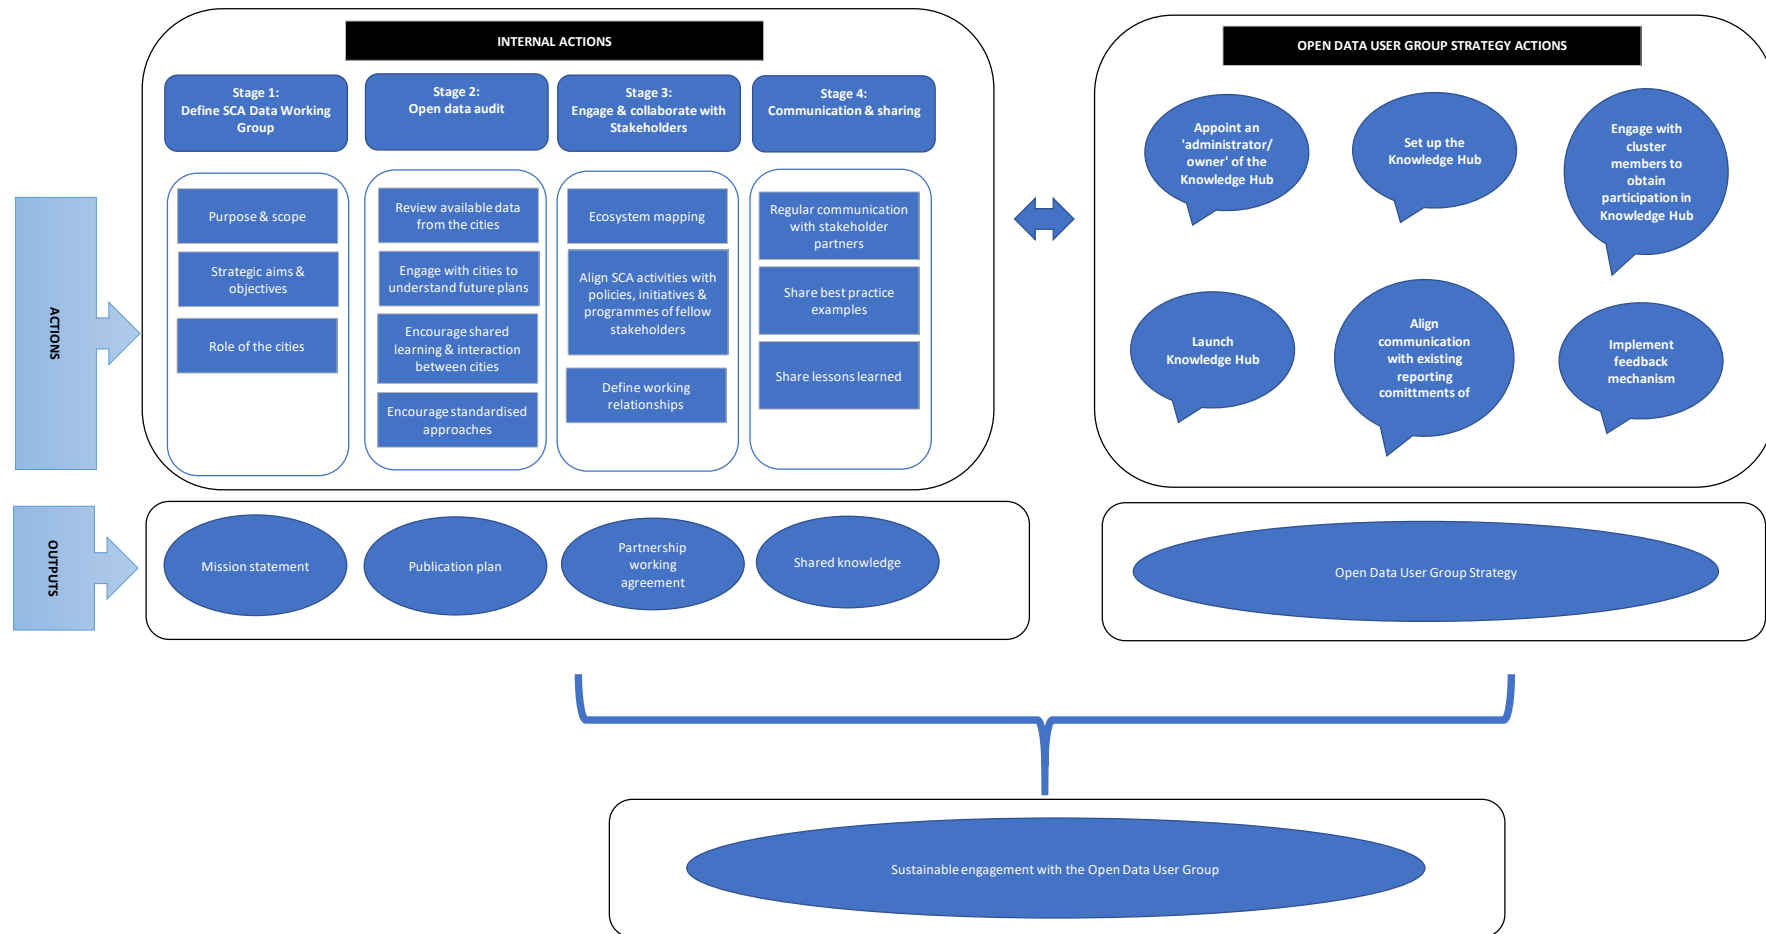 INTERNAL ACTIONS
Stage 1:
Define SCA Data Working
Group
Stage 2:
Open data audit
Stage 3:
Engage & collaborate with
Stakeholders
Stage 4:
Communication & sharing
ACTIONS
Purpose & scope
Strategic aims &
objectives
Role of the cities
Review available data
from the cities
Engage with cities to
understand future plans
Encourage shared
learning & interaction
between cities
Encourage standardised
approaches
Ecosystem mapping
Align SCA activities with
policies, initiatives &
programmes of fellow
stakeholders
Define working
relationships
Regular communication
with stakeholder
partners
Share best practice
examples
Share lessons learned
OPEN DATA USER GROUP STRATEGY ACTIONS
Appoint an
'administrator/
owner' of the
Knowledge Hub
Set up the
Knowledge Hub
Engage with
cluster
members to
obtain
participation in
Knowledge Hub
Launch
Knowledge Hub
Align
communication
with existing
reporting
comittments of
Implement
feedback
mechanism
OUTPUTS
Mission statement
Publication plan
Partnership
working
agreement
Shared knowledge
Open Data User Group Strategy
Sustainable engagement with the Open Data User Group